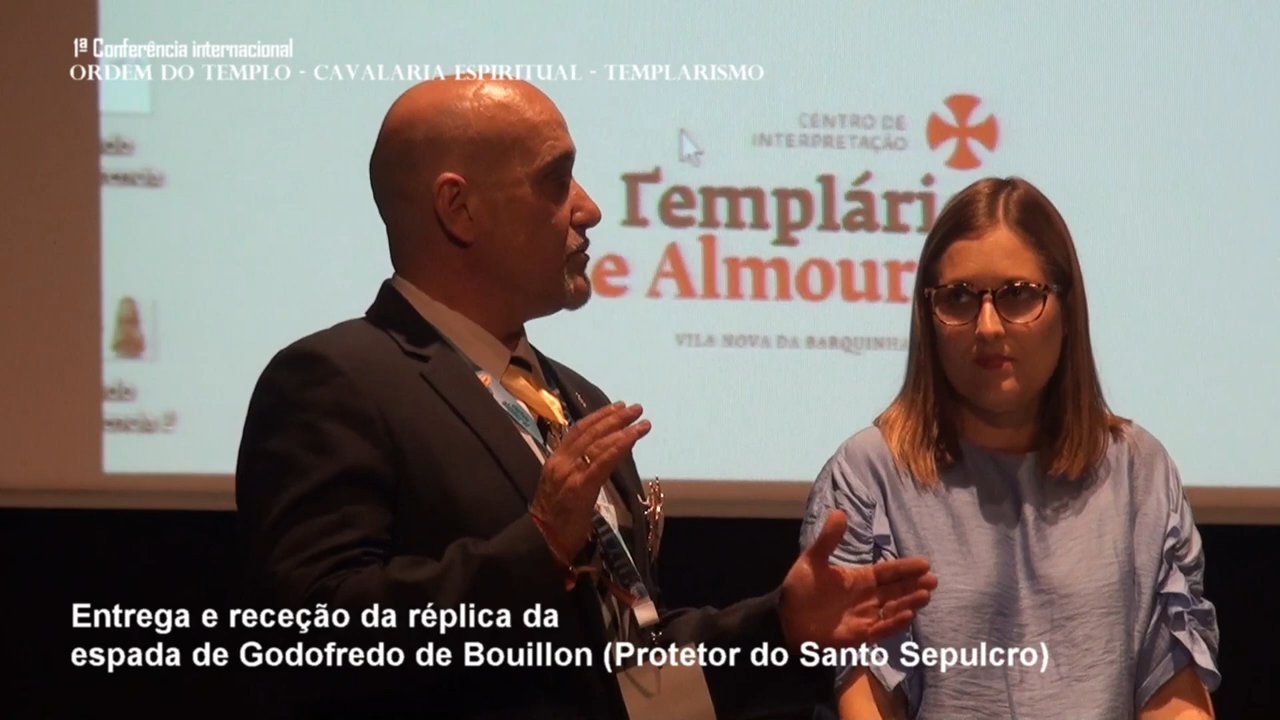 1ª Conferência internacional
ORDEM DO TEMPLO - CAVALARIA ESPIRITUAL - TEMPLARISMO
CENTRO DE
INTERPRETAÇÃO
Templári
e Almour
VILA NOVA DA BARQUINHA
Entrega e receção da réplica da
espada de Godofredo de Bouillon (Protetor do Santo Sepulcro)